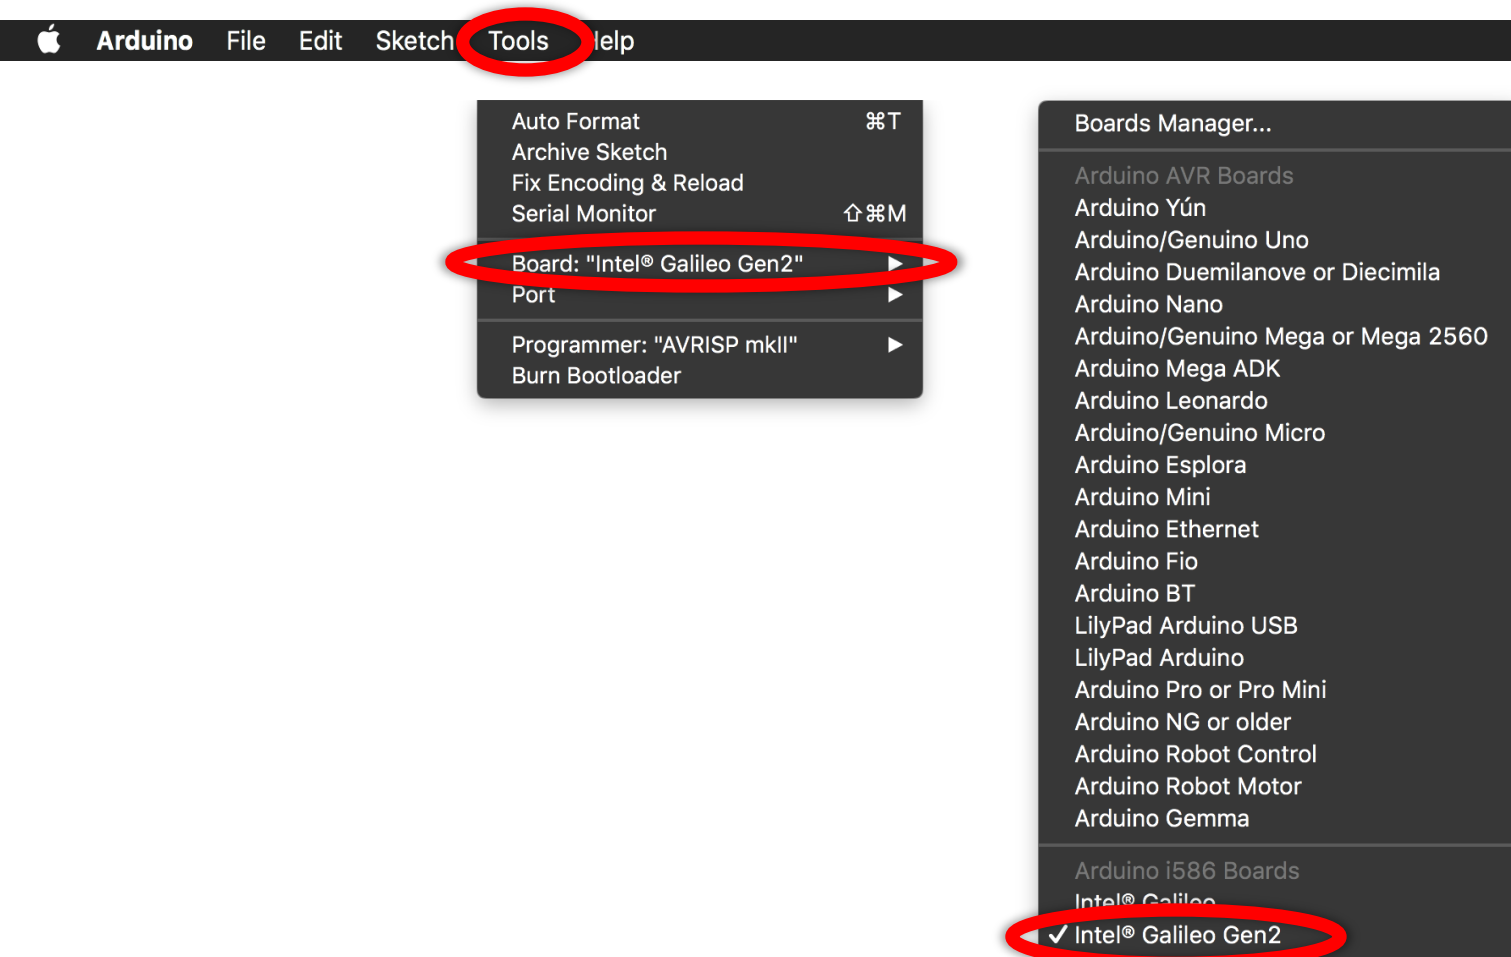 Arduino File Edit Sketch Tools Help
Auto Format ⌘T
Archive Sketch
Fix Encoding & Reload
Serial Monitor ⇧⌘M
Board: "Intel® Galileo Gen2" ▶
Port ▶
Programmer: "AVRISP mkII" ▶
Burn Bootloader
Boards Manager...
Arduino AVR Boards
Arduino Yún
Arduino/Genuino Uno
Arduino Duemilanove or Diecimila
Arduino Nano
Arduino/Genuino Mega or Mega 2560
Arduino Mega ADK
Arduino Leonardo
Arduino/Genuino Micro
Arduino Esplora
Arduino Mini
Arduino Ethernet
Arduino Fio
Arduino BT
LilyPad Arduino USB
LilyPad Arduino
Arduino Pro or Pro Mini
Arduino NG or older
Arduino Robot Control
Arduino Robot Motor
Arduino Gemma
Arduino i586 Boards
Intel® Galileo
✓ Intel® Galileo Gen2